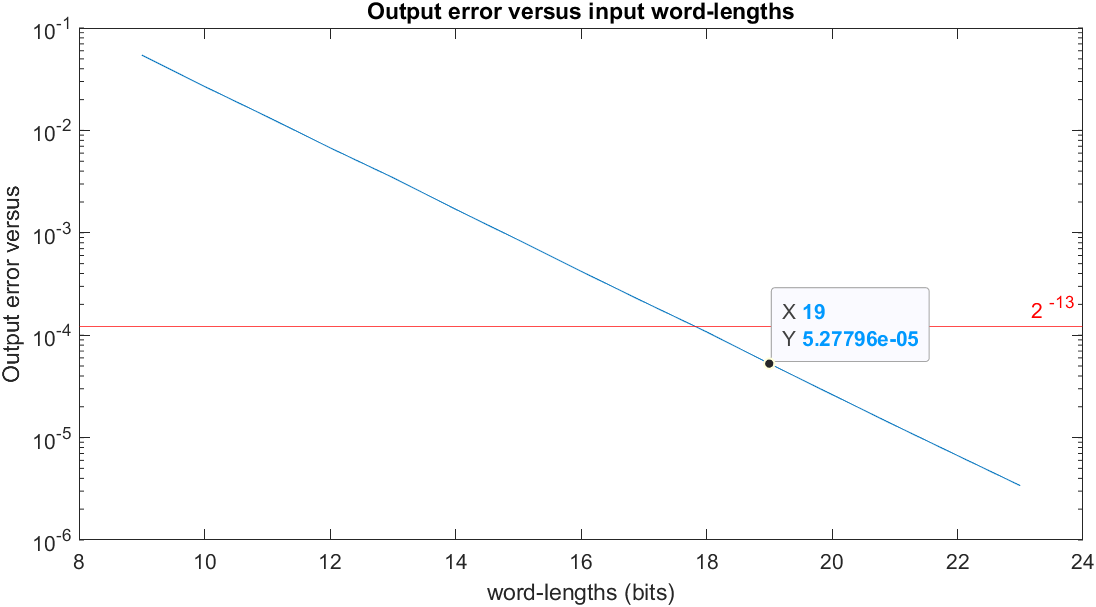 Output error versus input word-lengths
10^-1
10^-2
10^-3
10^-4
10^-5
10^-6
Output error versus
2^-13
X 19
Y 5.27796e-05
8 10 12 14 16 18 20 22 24
word-lengths (bits)